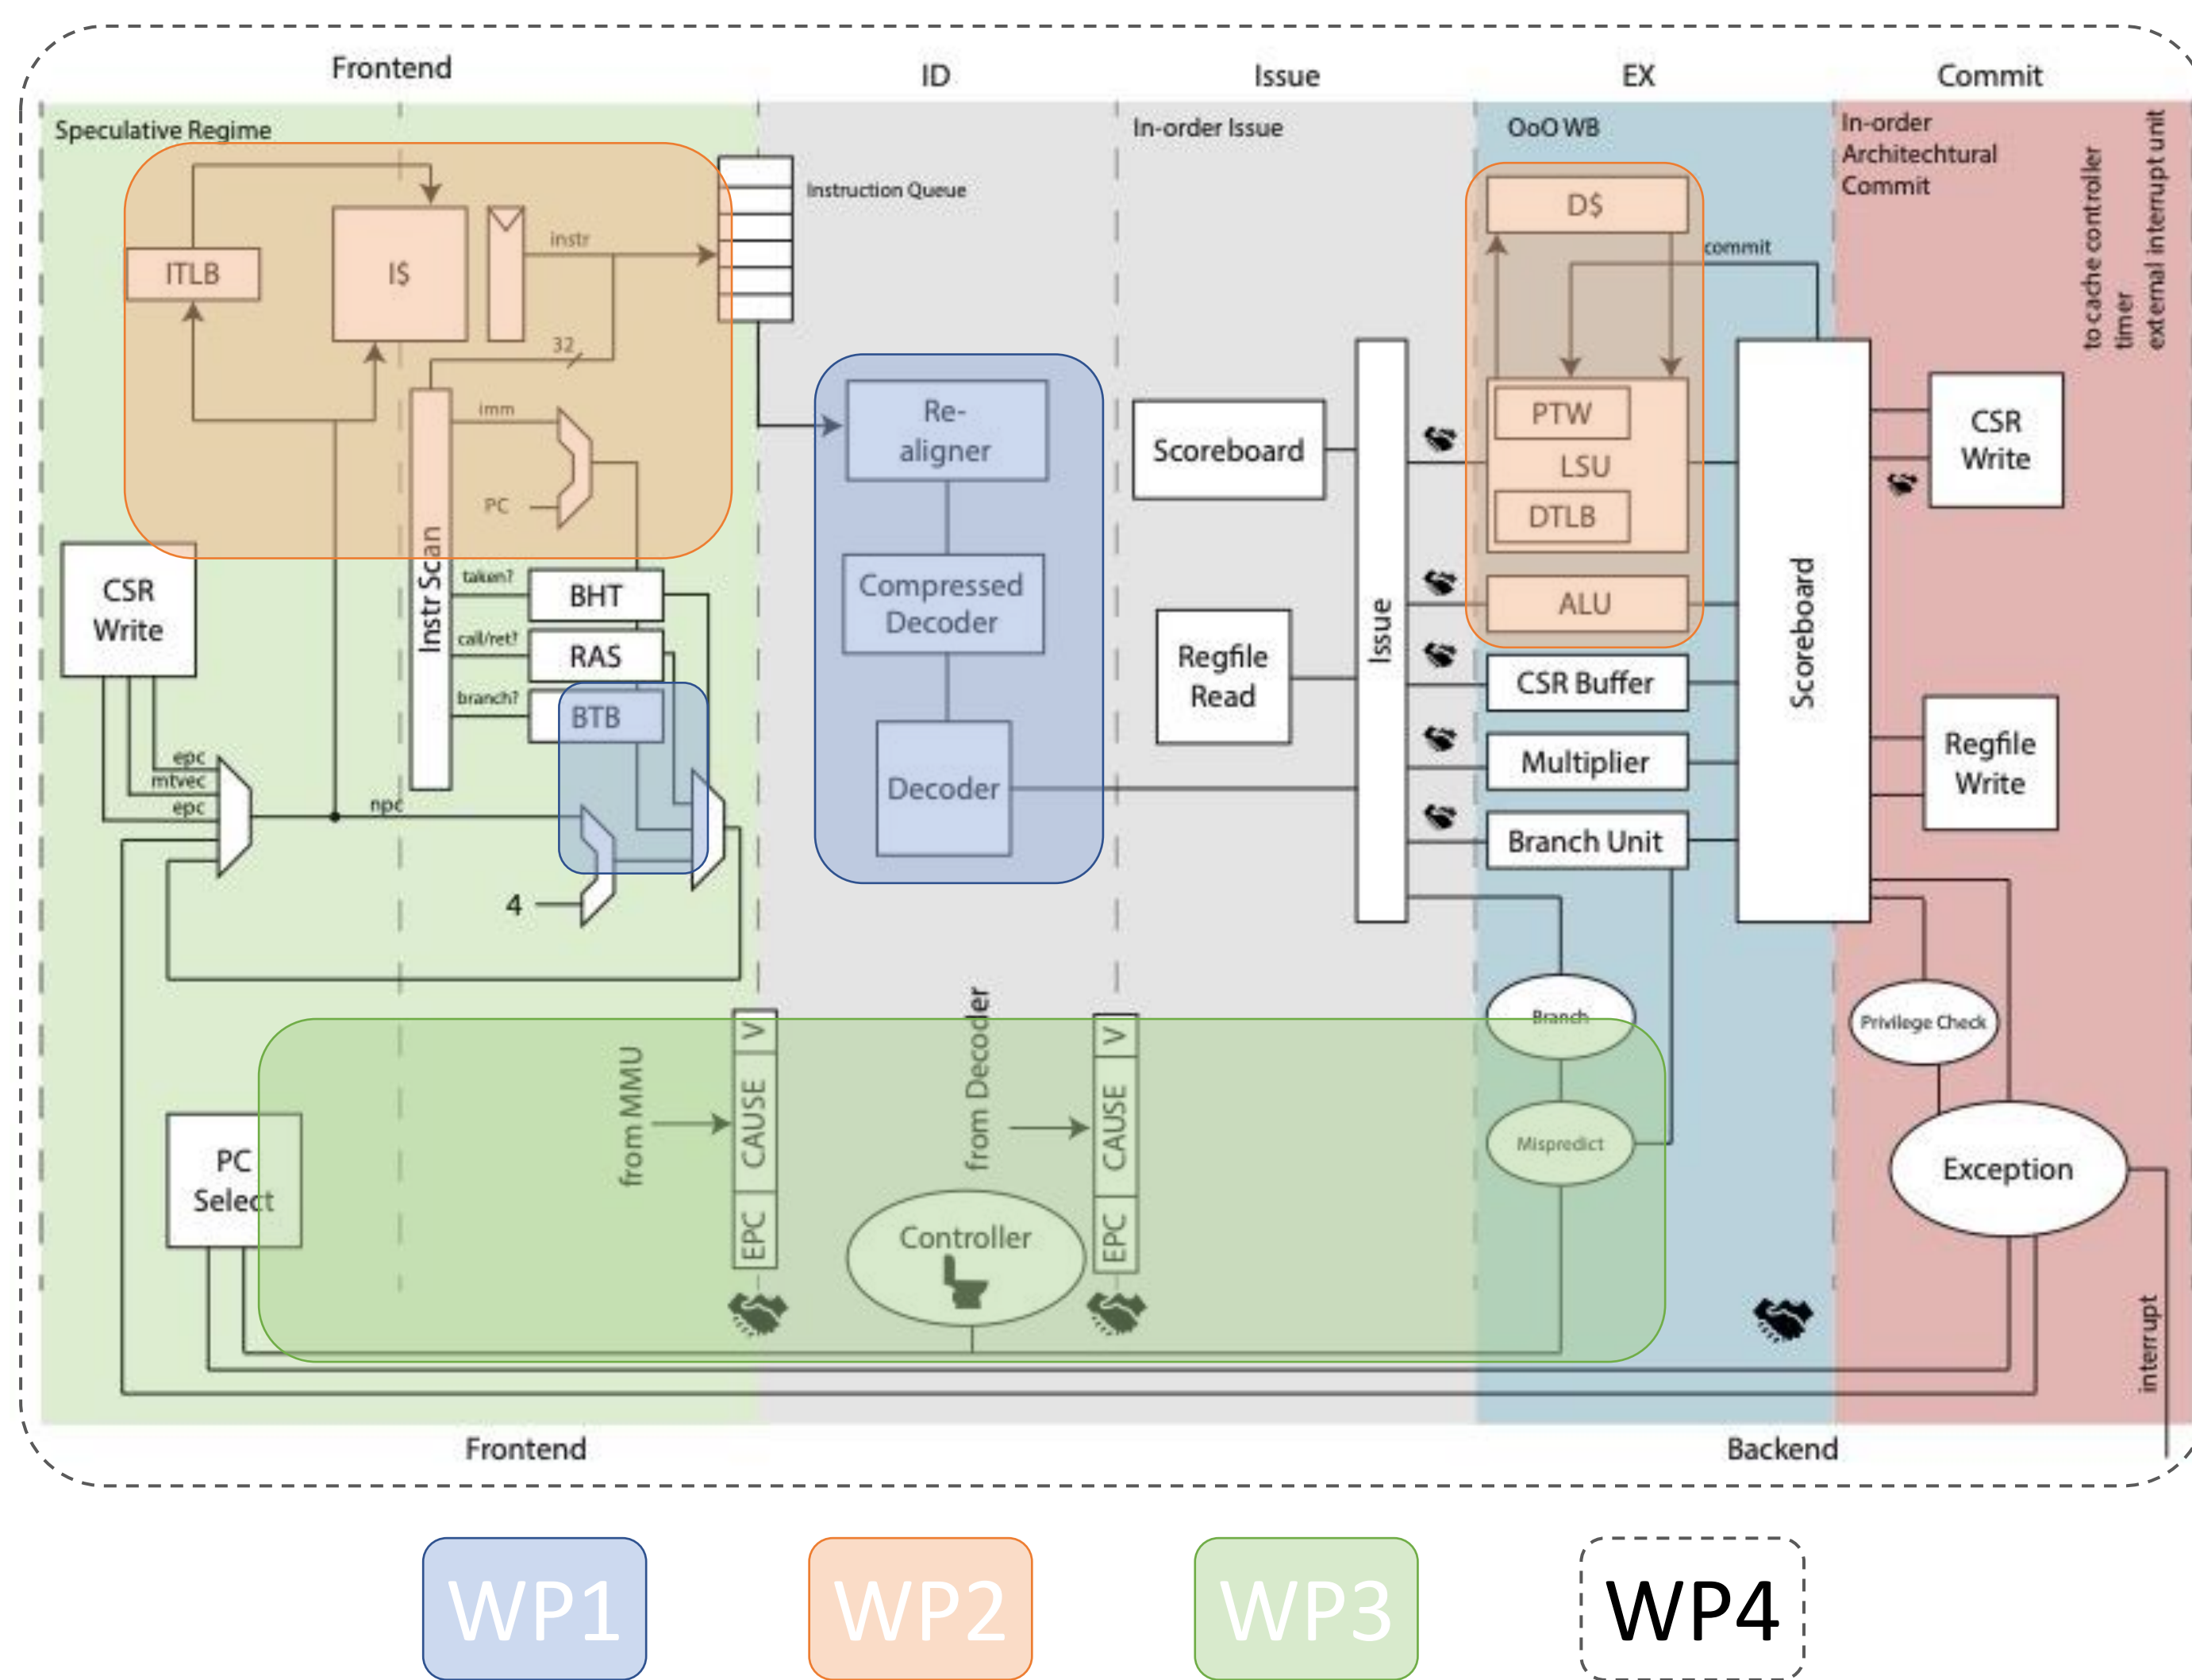 Frontend
ID
Issue
EX
Commit
Speculative Regime
In-order Issue
OoO WB
In-order
Architechtural
Commit
to cache controller
timer
external interrupt unit
Instruction Queue
ITLB
I$
instr
32
imm
PC
Instr Scan
CSR
Write
taken?
BHT
call/ret?
RAS
branch?
BTB
epc
mtvec
epc
npc
4
Re-
aligner
Compressed
Decoder
Decoder
Scoreboard
Regfile
Read
Issue
D$
commit
PTW
LSU
DTLB
ALU
CSR Buffer
Multiplier
Branch Unit
Scoreboard
CSR
Write
Regfile
Write
PC
Select
from MMU
EPC CAUSE V
from Decoder
EPC CAUSE V
Controller
Branch
Mispredict
Privilege Check
Exception
interrupt
Frontend
Backend
WP1
WP2
WP3
WP4